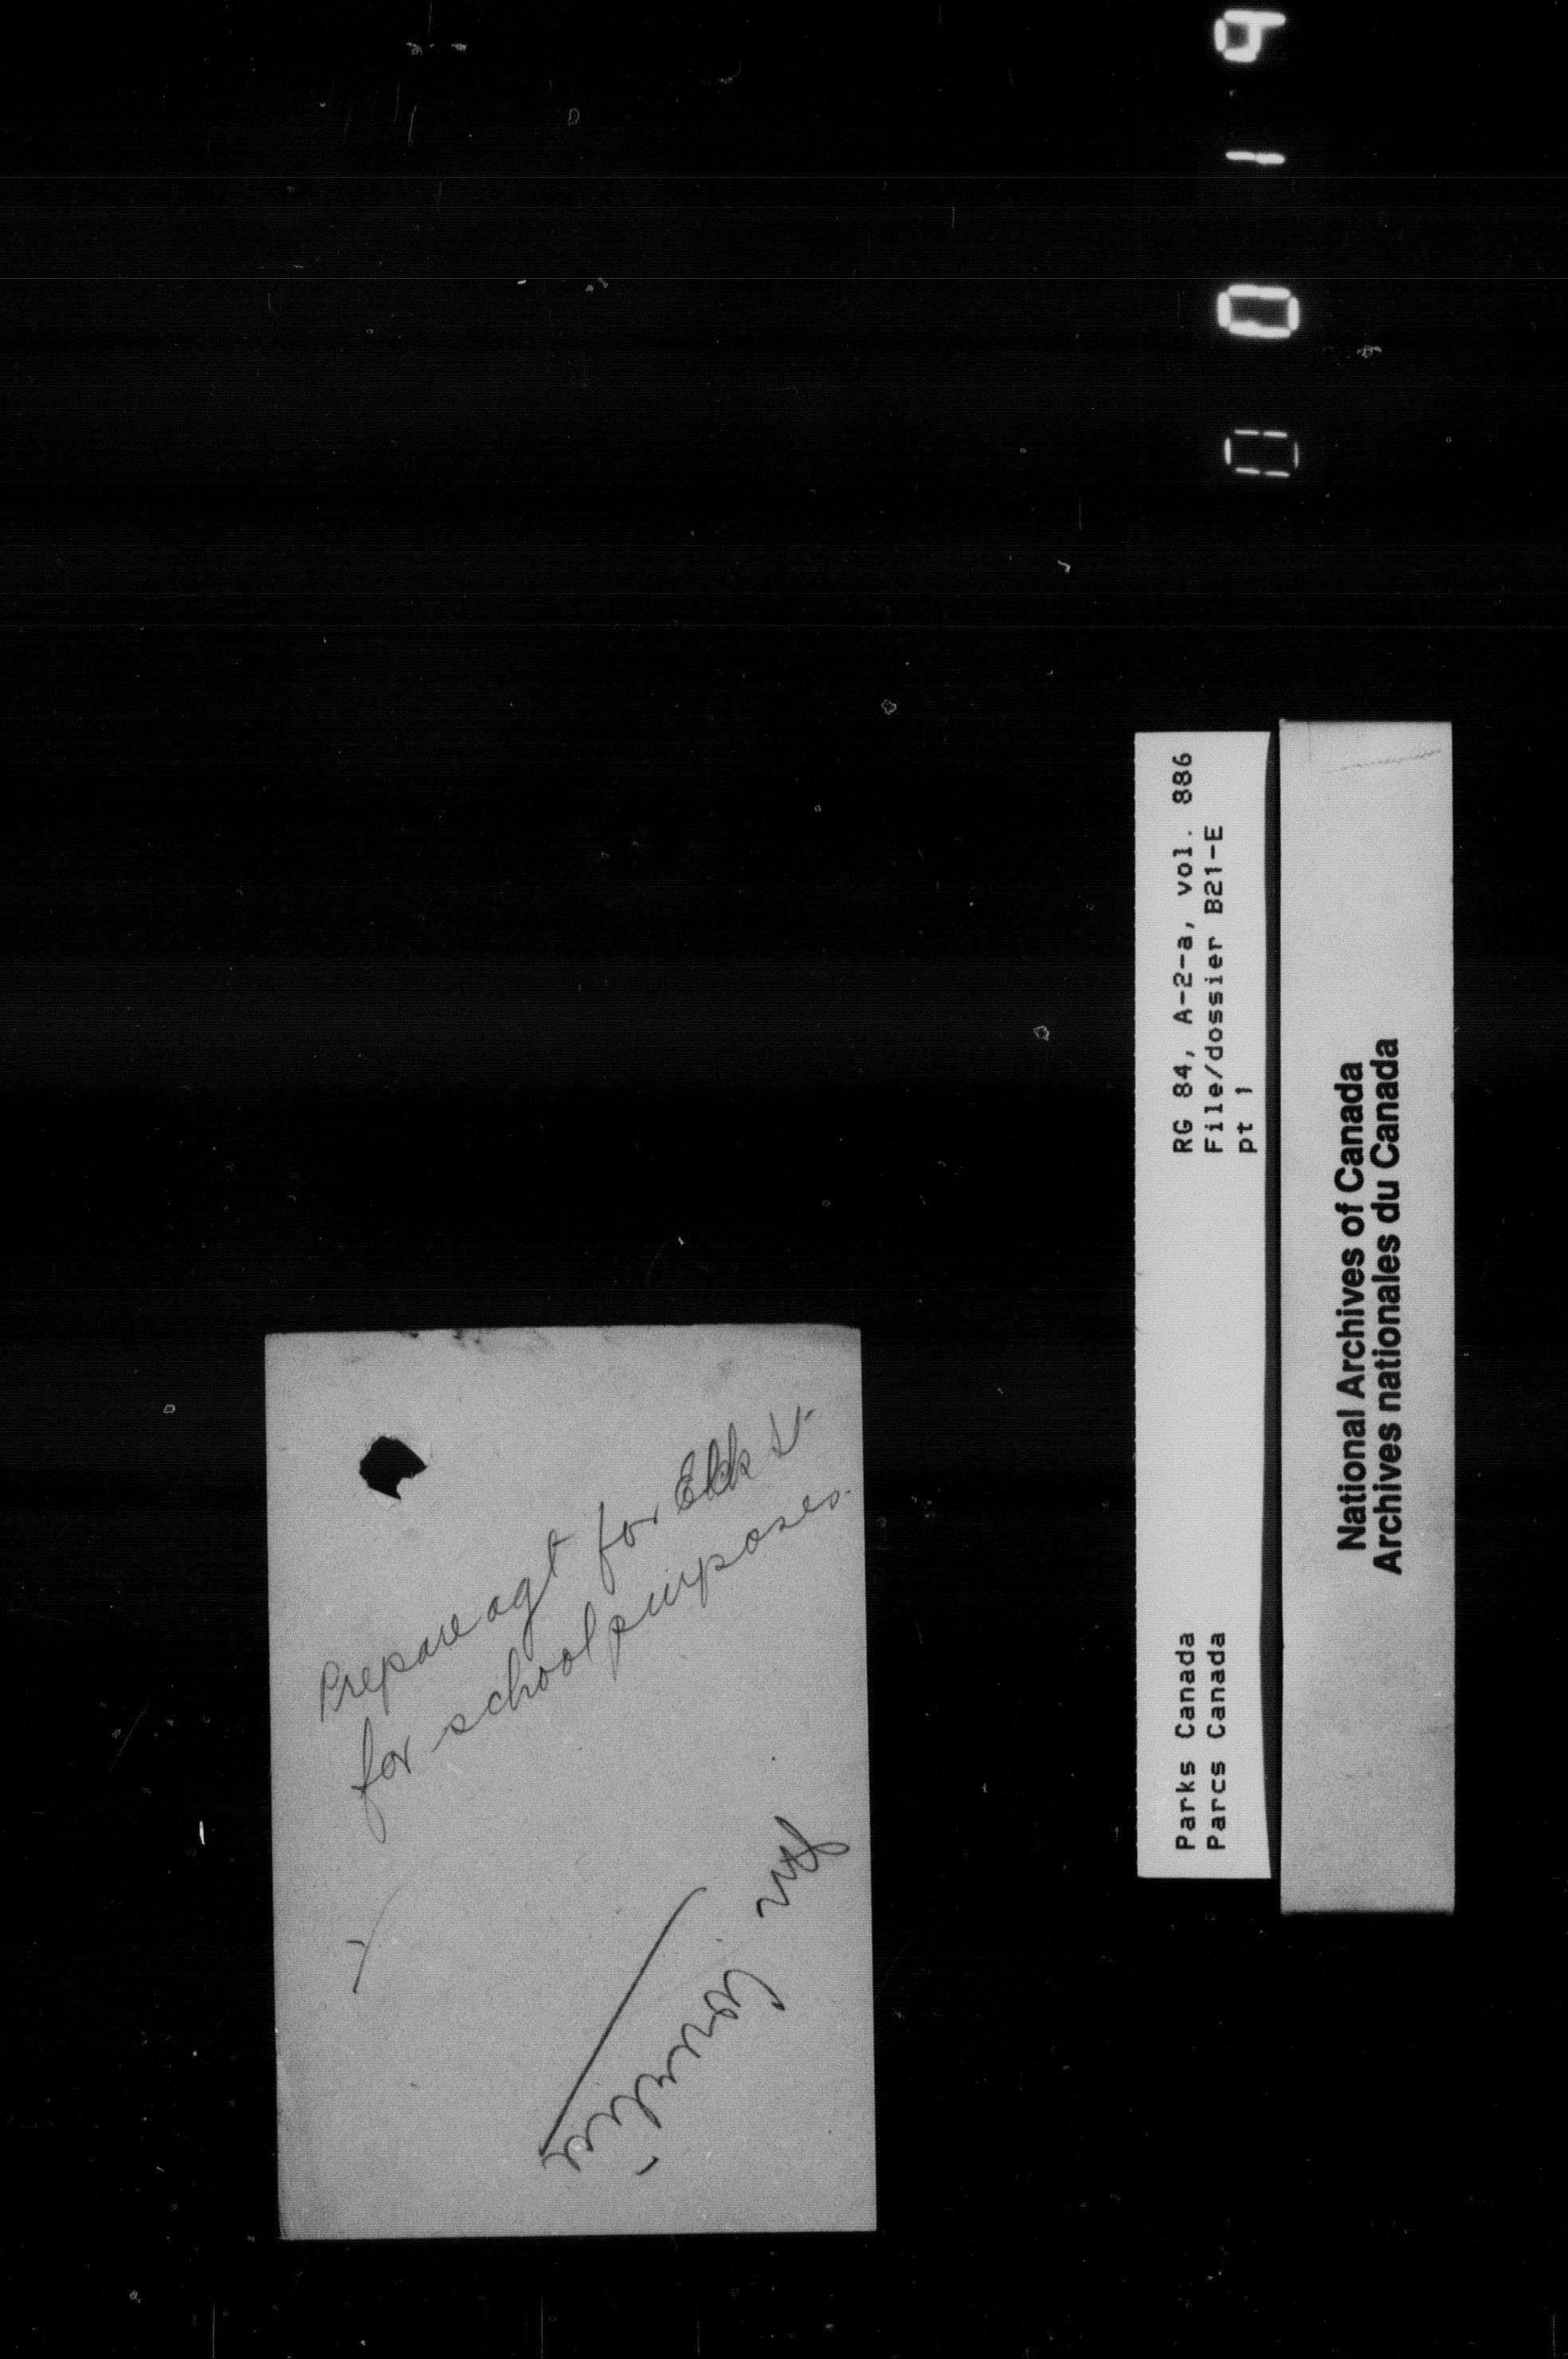 Prepare agt for Elk St.
for school purposes.
Mr
RG 84, A-2-a, vol. 886
File/dossier B21-E
pt 1
Parks Canada
Parcs Canada
National Archives of Canada
Archives nationales du Canada